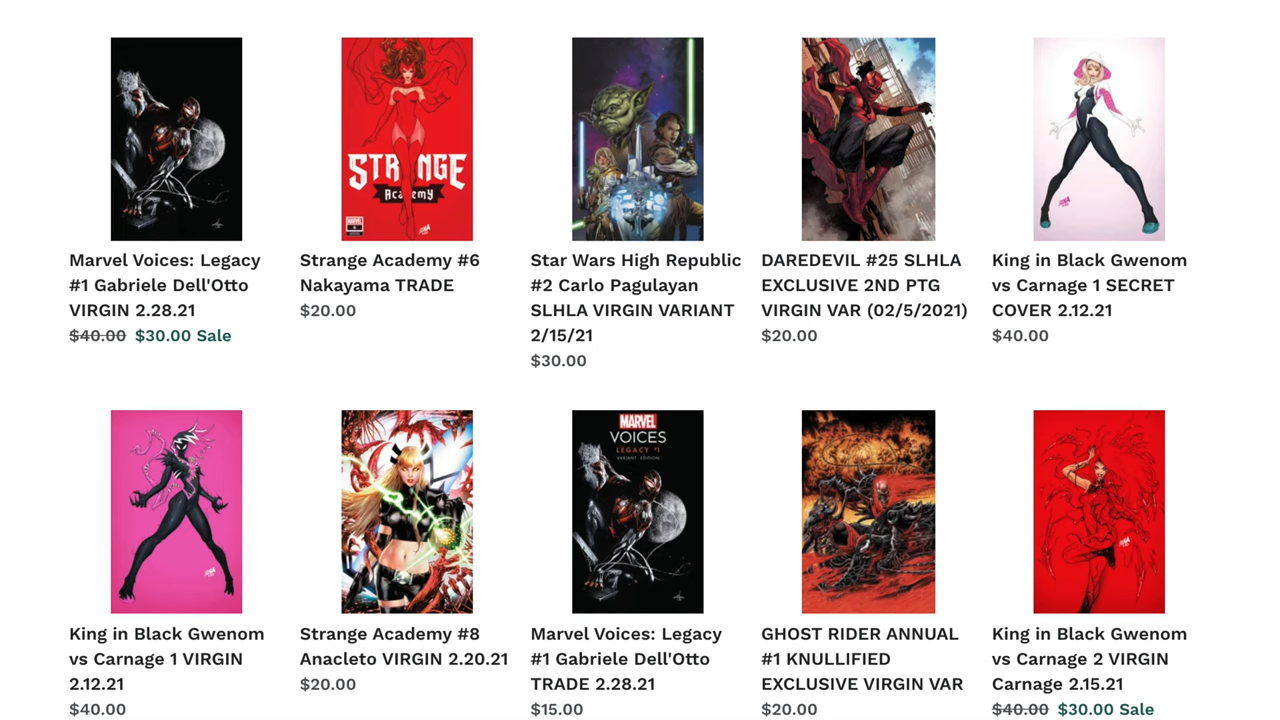 STRANGE
Academy
MARVEL
Marvel Voices: Legacy
#1 Gabriele Dell'Otto
VIRGIN 2.28.21
$40.00 $30.00 Sale
Strange Academy #6
Nakayama TRADE
$20.00
Star Wars High Republic
#2 Carlo Pagulayan
SLHLA VIRGIN VARIANT
2/15/21
$30.00
DAREDEVIL #25 SLHLA
EXCLUSIVE 2ND PTG
VIRGIN VAR (02/5/2021)
$20.00
King in Black Gwenom
vs Carnage 1 SECRET
COVER 2.12.21
$40.00
King in Black Gwenom
vs Carnage 1 VIRGIN
2.12.21
$40.00
Strange Academy #8
Anacleto VIRGIN 2.20.21
$20.00
MARVEL
VOICES
LEGACY #1
VARIANT EDITION
Marvel Voices: Legacy
#1 Gabriele Dell'Otto
TRADE 2.28.21
$15.00
GHOST RIDER ANNUAL
#1 KNULLIFIED
EXCLUSIVE VIRGIN VAR
$20.00
King in Black Gwenom
vs Carnage 2 VIRGIN
Carnage 2.15.21
$40.00 $30.00 Sale